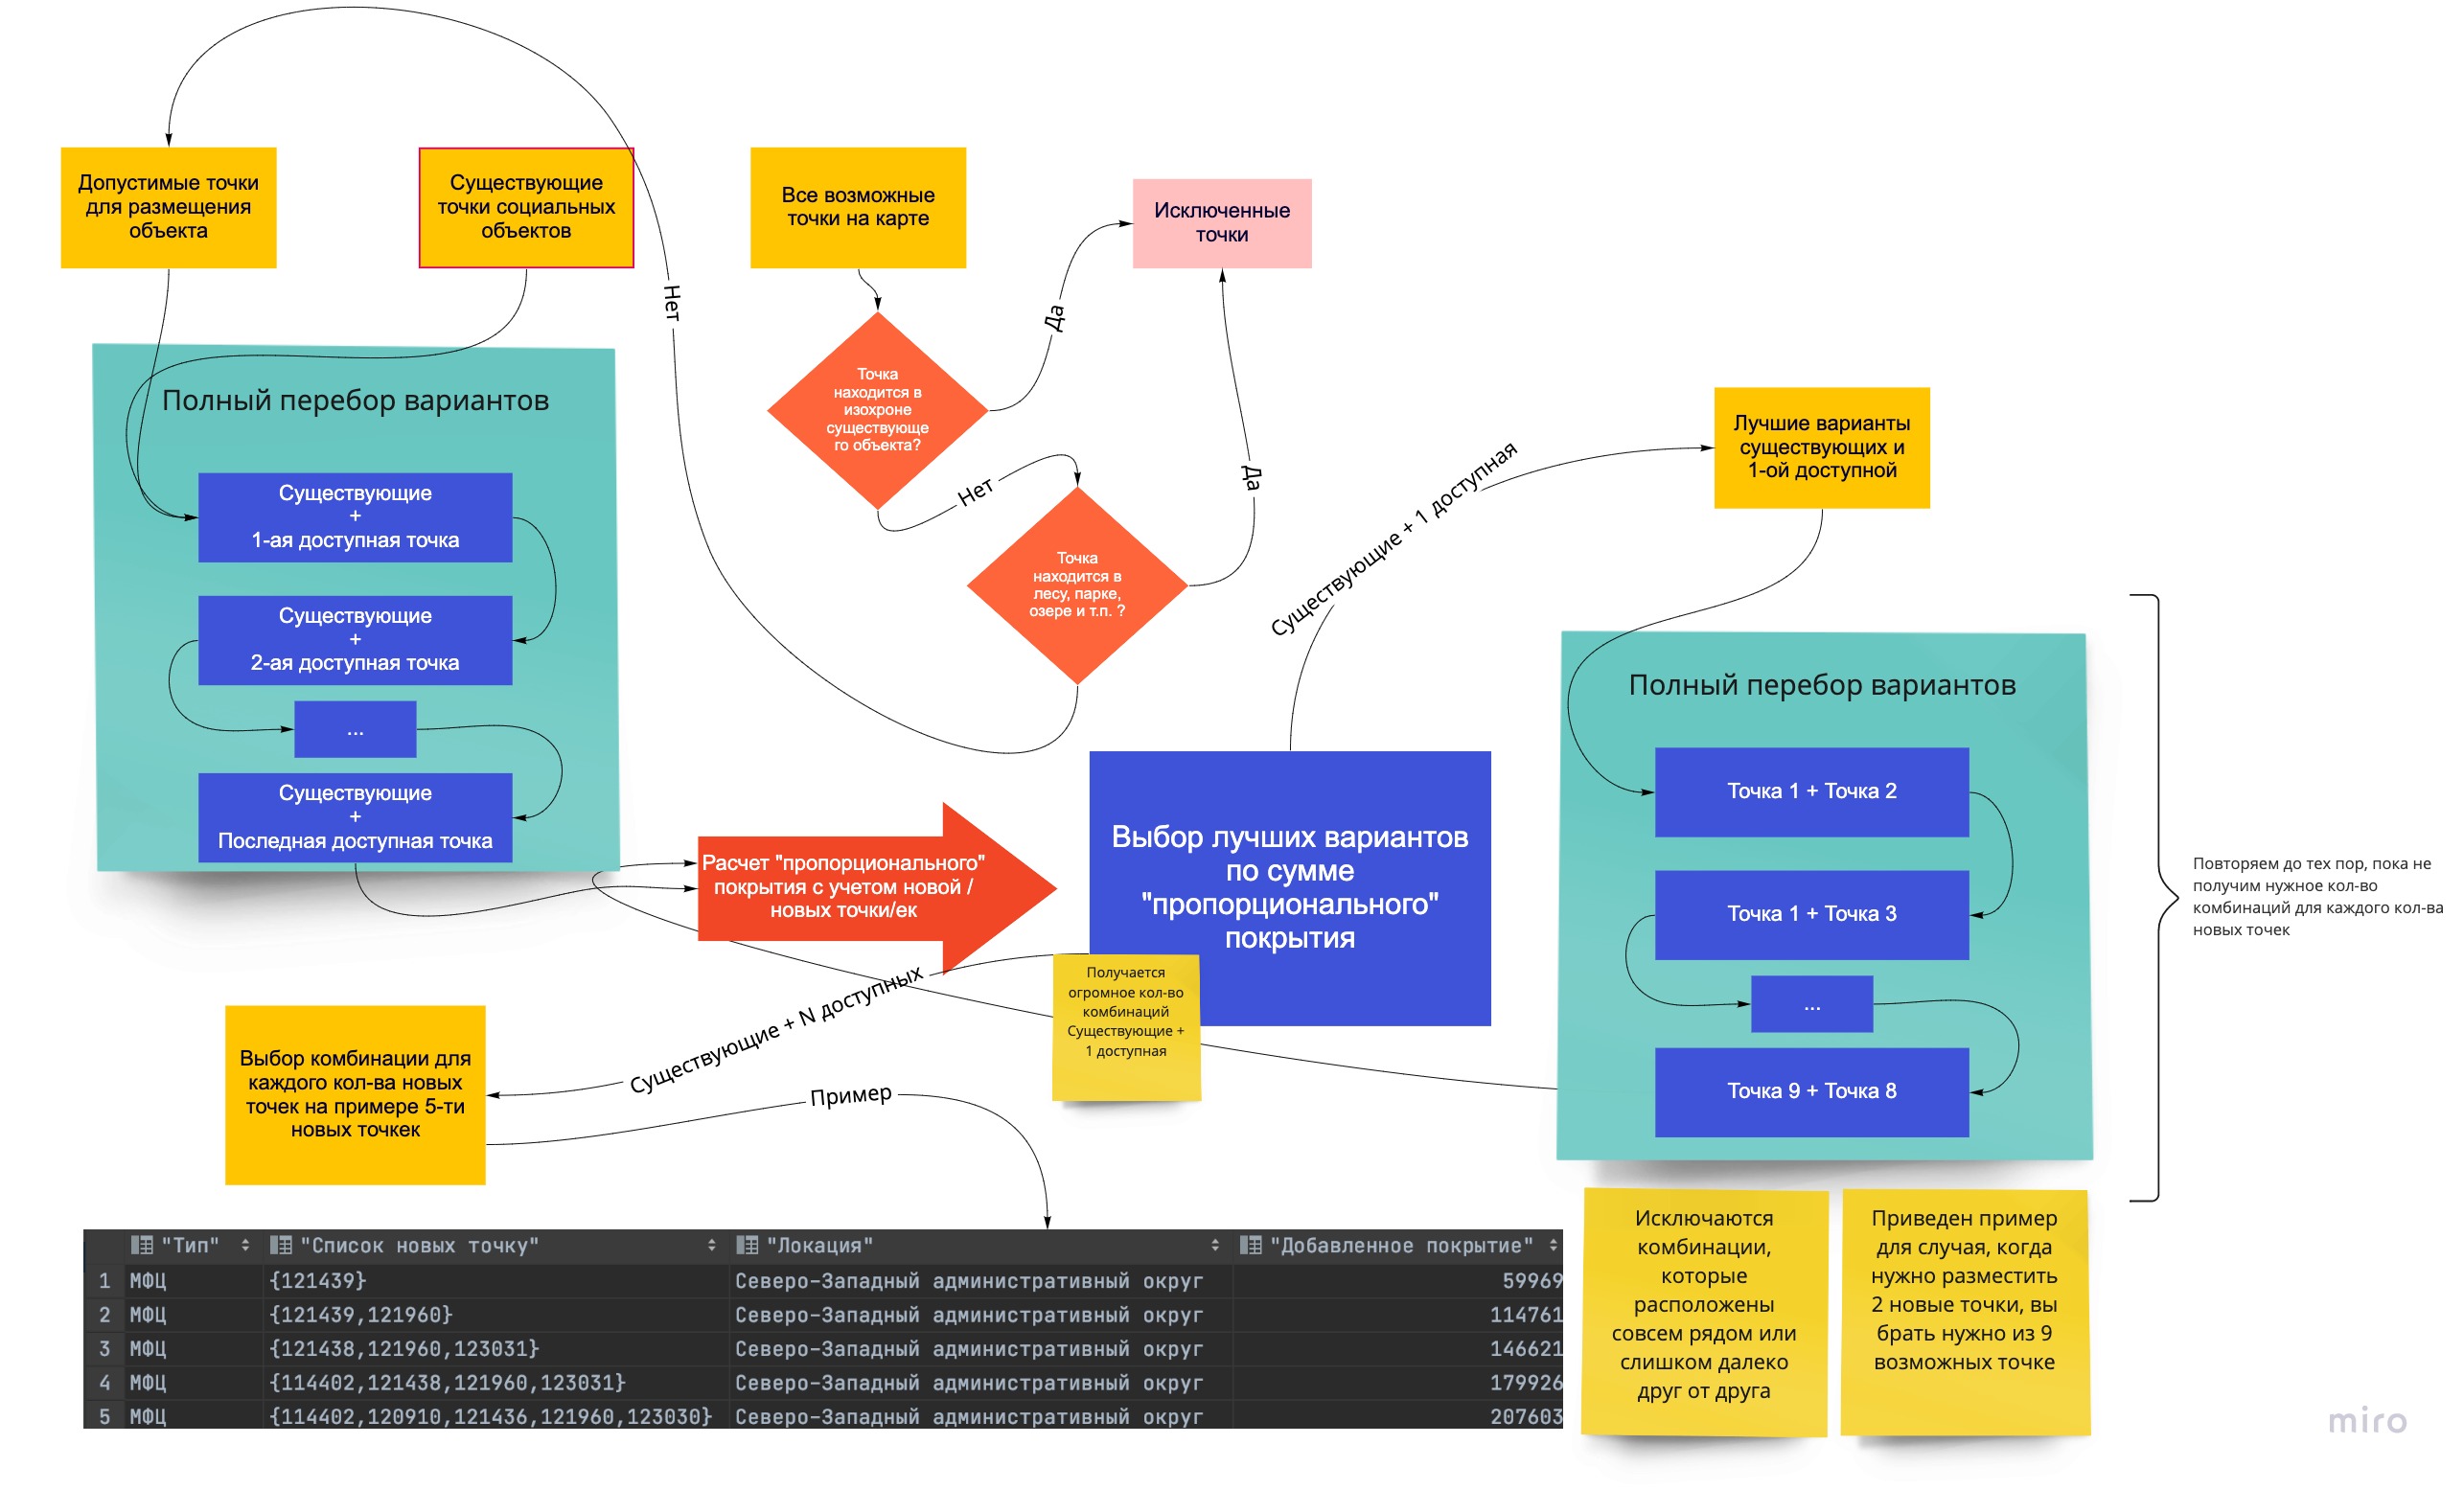 Допустимые точки
для размещения
объекта
Существующие
точки социальных
объектов
Все возможные
точки на карте
Исключенные
точки
Нет
Да
Точка
находится в
изохроне
существующе
го объекта?
Нет
Да
Точка
находится в
лесу, парке,
озере и т.п. ?
Полный перебор вариантов
Существующие
+
1-ая доступная точка
Существующие
+
2-ая доступная точка
...
Существующие
+
Последная доступная точка
Расчет "пропорционального"
покрытия с учетом новой /
новых точки/ек
Выбор лучших вариантов
по сумме
"пропорционального"
покрытия
Получается
огромное кол-во
комбинаций
Существующие +
1 доступная
Существующие + 1 доступная
Лучшие варианты
существующих и
1-ой доступной
Полный перебор вариантов
Точка 1 + Точка 2
Точка 1 + Точка 3
...
Точка 9 + Точка 8
Повторяем до тех пор, пока не
получим нужное кол-во
комбинаций для каждого кол-ва
новых точек
Существующие + N доступных
Выбор комбинации для
каждого кол-ва новых
точек на примере 5-ти
новых точкек
Пример
"Тип" "Список новых точку" "Локация" "Добавленное покрытие"
1 МФЦ {121439} Северо-Западный административный округ 59969
2 МФЦ {121439,121960} Северо-Западный административный округ 114761
3 МФЦ {121438,121960,123031} Северо-Западный административный округ 146621
4 МФЦ {114402,121438,121960,123031} Северо-Западный административный округ 179926
5 МФЦ {114402,120910,121436,121960,123030} Северо-Западный административный округ 207603
Исключаются
комбинации,
которые
расположены
совсем рядом или
слишком далеко
друг от друга
Приведен пример
для случая, когда
нужно разместить
2 новые точки, вы
брать нужно из 9
возможных точке
miro